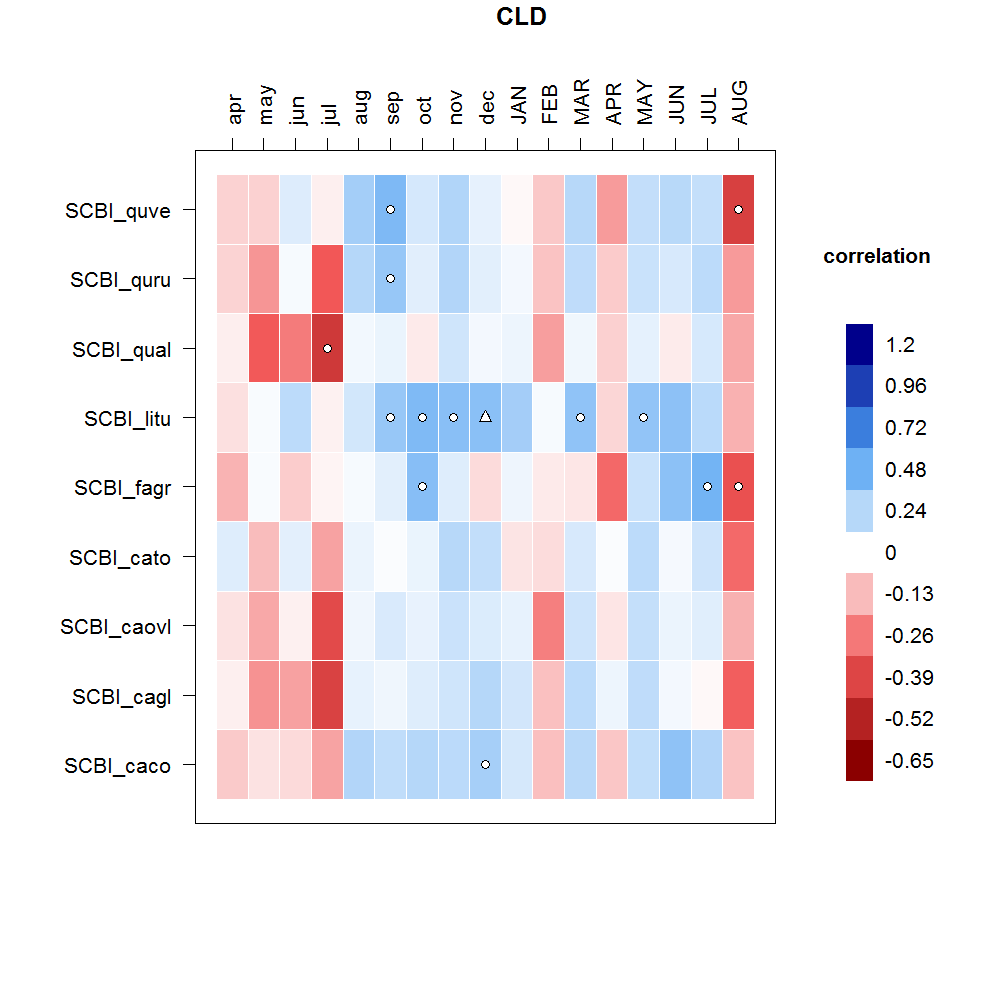 CLD
apr may jun jul aug sep oct nov dec JAN FEB MAR APR MAY JUN JUL AUG
SCBI_quve
SCBI_quru
SCBI_qual
SCBI_litu
SCBI_fagr
SCBI_cato
SCBI_caovl
SCBI_cagl
SCBI_caco
correlation
1.2
0.96
0.72
0.48
0.24
0
-0.13
-0.26
-0.39
-0.52
-0.65